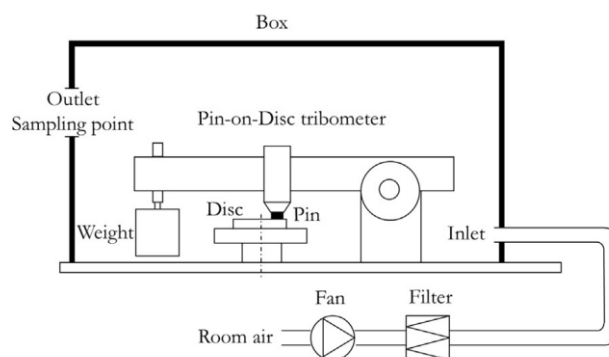 Box
Outlet
Sampling point
Pin-on-Disc tribometer
Disc
Pin
Weight
Inlet
Fan
Filter
Room air